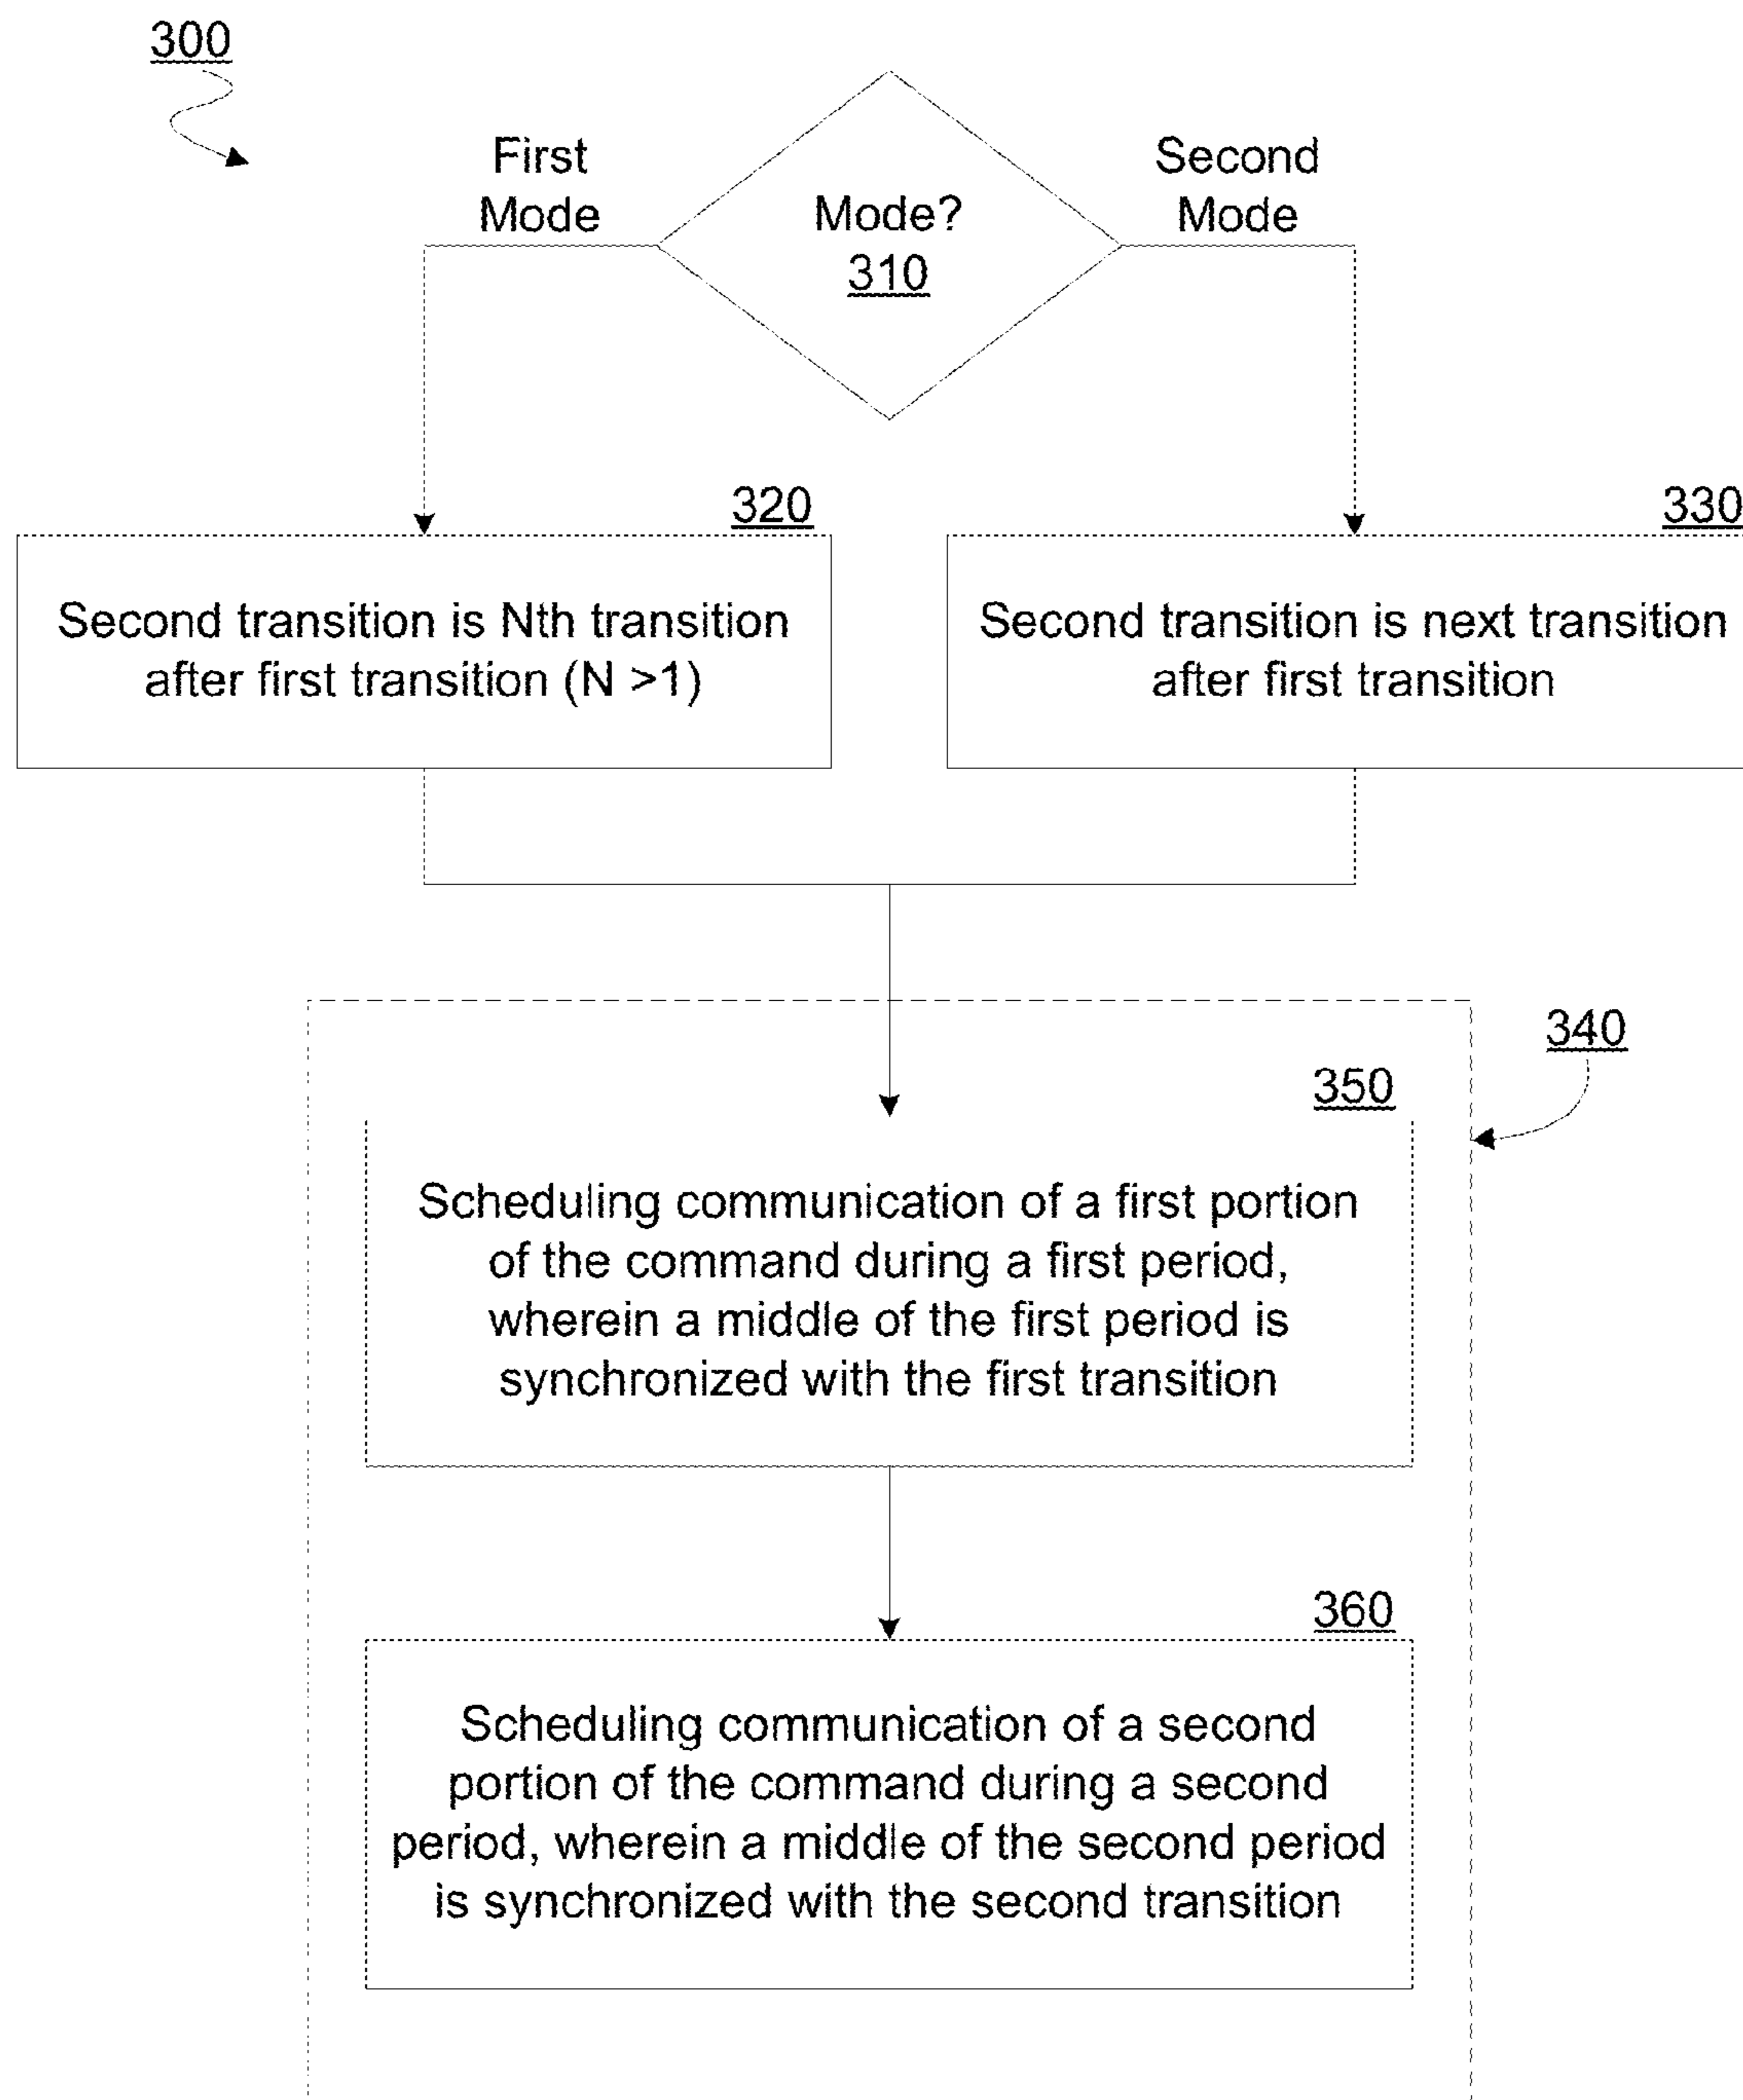 300
First
Mode
Mode?
310
Second
Mode
320
Second transition is Nth transition
after first transition (N >1)
330
Second transition is next transition
after first transition
340
350
Scheduling communication of a first portion
of the command during a first period,
wherein a middle of the first period is
synchronized with the first transition
360
Scheduling communication of a second
portion of the command during a second
period, wherein a middle of the second period
is synchronized with the second transition